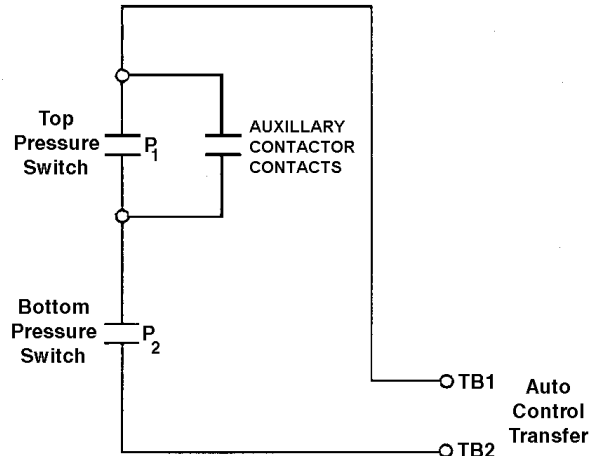 Top
Pressure
Switch
P1
AUXILLARY
CONTACTOR
CONTACTS
Bottom
Pressure
Switch
P2
TB1
Auto
Control
Transfer
TB2